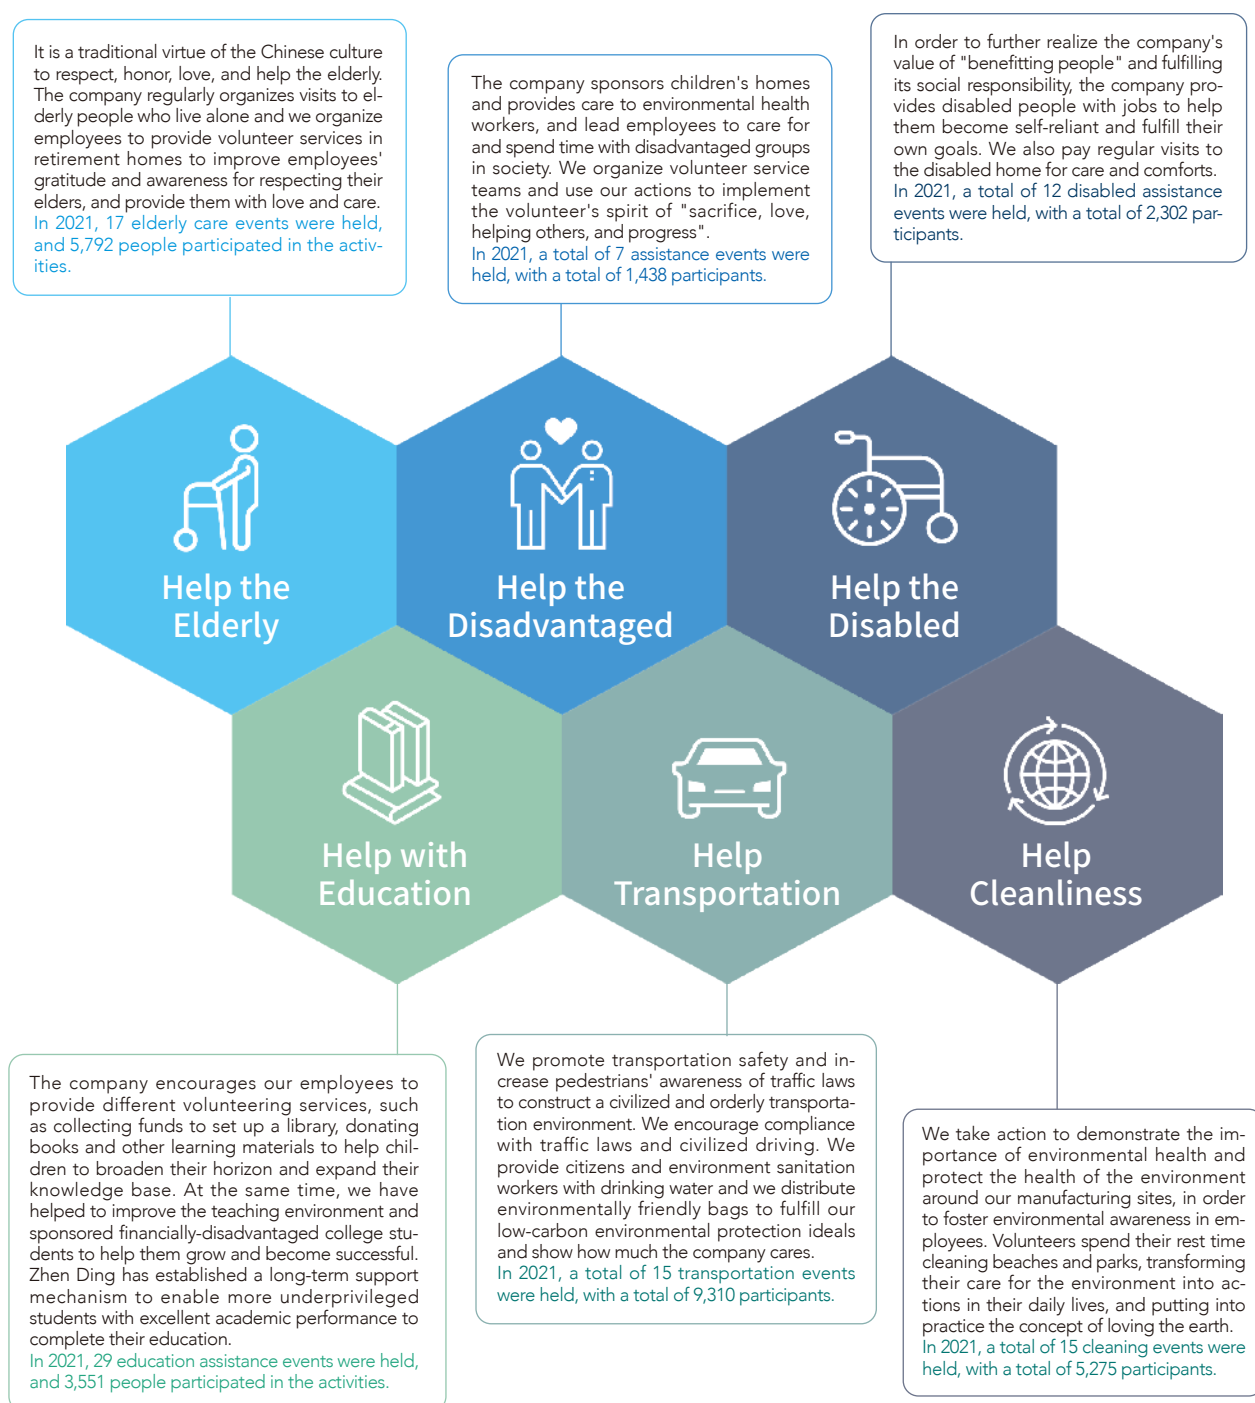 It is a traditional virtue of the Chinese culture
to respect, honor, love, and help the elderly.
The company regularly organizes visits to el-
derly people who live alone and we organize
employees to provide volunteer services in
retirement homes to improve employees'
gratitude and awareness for respecting their
elders, and provide them with love and care.
In 2021, 17 elderly care events were held,
and 5,792 people participated in the activ-
ities.
The company sponsors children's homes
and provides care to environmental health
workers, and lead employees to care for
and spend time with disadvantaged groups
in society. We organize volunteer service
teams and use our actions to implement
the volunteer's spirit of "sacrifice, love,
helping others, and progress".
In 2021, a total of 7 assistance events were
held, with a total of 1,438 participants.
In order to further realize the company's
value of "benefitting people" and fulfilling
its social responsibility, the company pro-
vides disabled people with jobs to help
them become self-reliant and fulfill their
own goals. We also pay regular visits to
the disabled home for care and comforts.
In 2021, a total of 12 disabled assistance
events were held, with a total of 2,302 par-
ticipants.
Help the
Elderly
Help the
Disadvantaged
Help the
Disabled
Help with
Education
Help
Transportation
Help
Cleanliness
The company encourages our employees to
provide different volunteering services, such
as collecting funds to set up a library, donating
books and other learning materials to help chil-
dren to broaden their horizon and expand their
knowledge base. At the same time, we have
helped to improve the teaching environment and
sponsored financially-disadvantaged college stu-
dents to help them grow and become successful.
Zhen Ding has established a long-term support
mechanism to enable more underprivileged
students with excellent academic performance to
complete their education.
In 2021, 29 education assistance events were held,
and 3,551 people participated in the activities.
We promote transportation safety and in-
crease pedestrians' awareness of traffic laws
to construct a civilized and orderly transporta-
tion environment. We encourage compliance
with traffic laws and civilized driving. We
provide citizens and environment sanitation
workers with drinking water and we distribute
environmentally friendly bags to fulfill our
low-carbon environmental protection ideals
and show how much the company cares.
In 2021, a total of 15 transportation events
were held, with a total of 9,310 participants.
We take action to demonstrate the im-
portance of environmental health and
protect the health of the environment
around our manufacturing sites, in order
to foster environmental awareness in em-
ployees. Volunteers spend their rest time
cleaning beaches and parks, transforming
their care for the environment into ac-
tions in their daily lives, and putting into
practice the concept of loving the earth.
In 2021, a total of 15 cleaning events were
held, with a total of 5,275 participants.